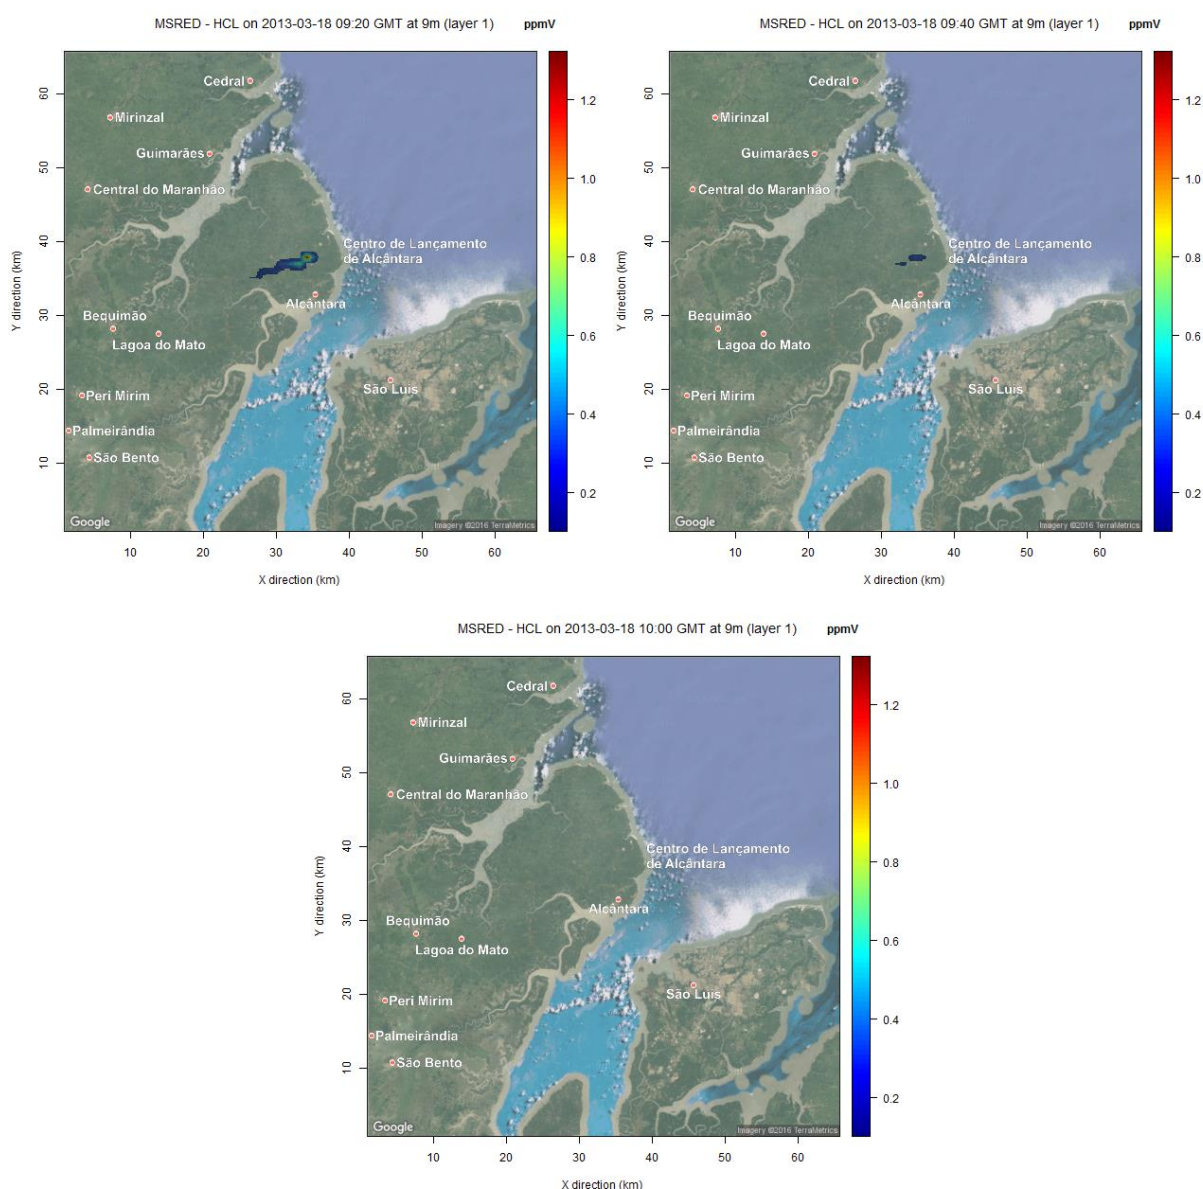 MSRED - HCL on 2013-03-18 09:20 GMT at 9m (layer 1) ppmV
Cedral
Mirinzal
Guimarães
Central do Maranhão
Centro de Lançamento
de Alcântara
Alcântara
Bequimão
Lagoa do Mato
São Luis
Peri Mirim
Palmeirândia
São Bento
Google
Imagery ©2016 TerraMetrics
60
50
40
30
20
10
Y direction (km)
10 20 30 40 50 60
X direction (km)
1.2
1.0
0.8
0.6
0.4
0.2
MSRED - HCL on 2013-03-18 09:40 GMT at 9m (layer 1) ppmV
Cedral
Mirinzal
Guimarães
Central do Maranhão
Centro de Lançamento
de Alcântara
Alcântara
Bequimão
Lagoa do Mato
São Luis
Peri Mirim
Palmeirândia
São Bento
Google
Imagery ©2016 TerraMetrics
60
50
40
30
20
10
Y direction (km)
10 20 30 40 50 60
X direction (km)
1.2
1.0
0.8
0.6
0.4
0.2
MSRED - HCL on 2013-03-18 10:00 GMT at 9m (layer 1) ppmV
Cedral
Mirinzal
Guimarães
Central do Maranhão
Centro de Lançamento
de Alcântara
Alcântara
Bequimão
Lagoa do Mato
São Luis
Peri Mirim
Palmeirândia
São Bento
Google
Imagery ©2016 TerraMetrics
60
50
40
30
20
10
Y direction (km)
10 20 30 40 50 60
X direction (km)
1.2
1.0
0.8
0.6
0.4
0.2